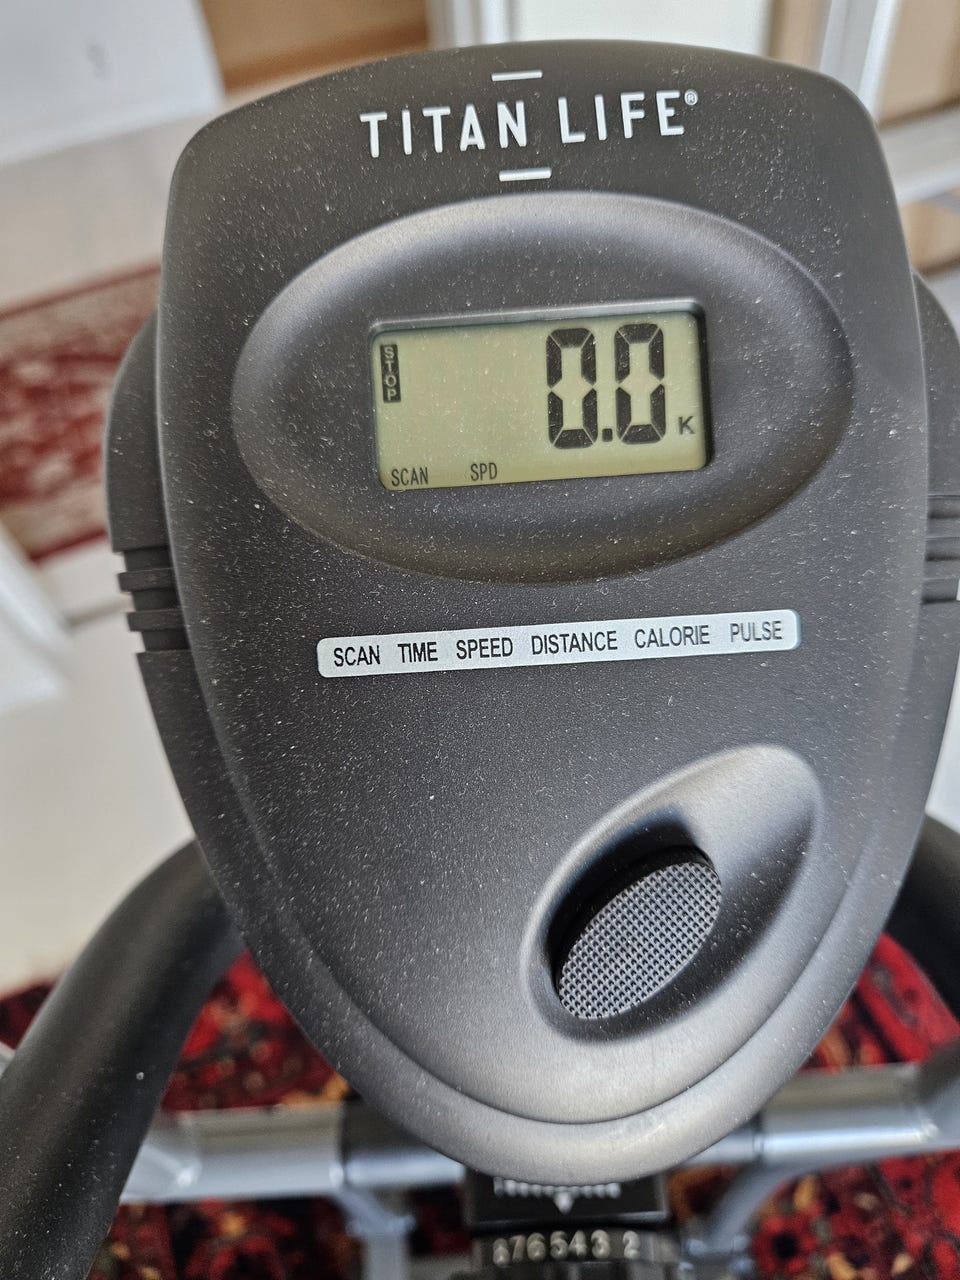 TITAN LIFE®
STOP
0.0 K
SCAN SPD
SCAN TIME SPEED DISTANCE CALORIE PULSE
876543 2